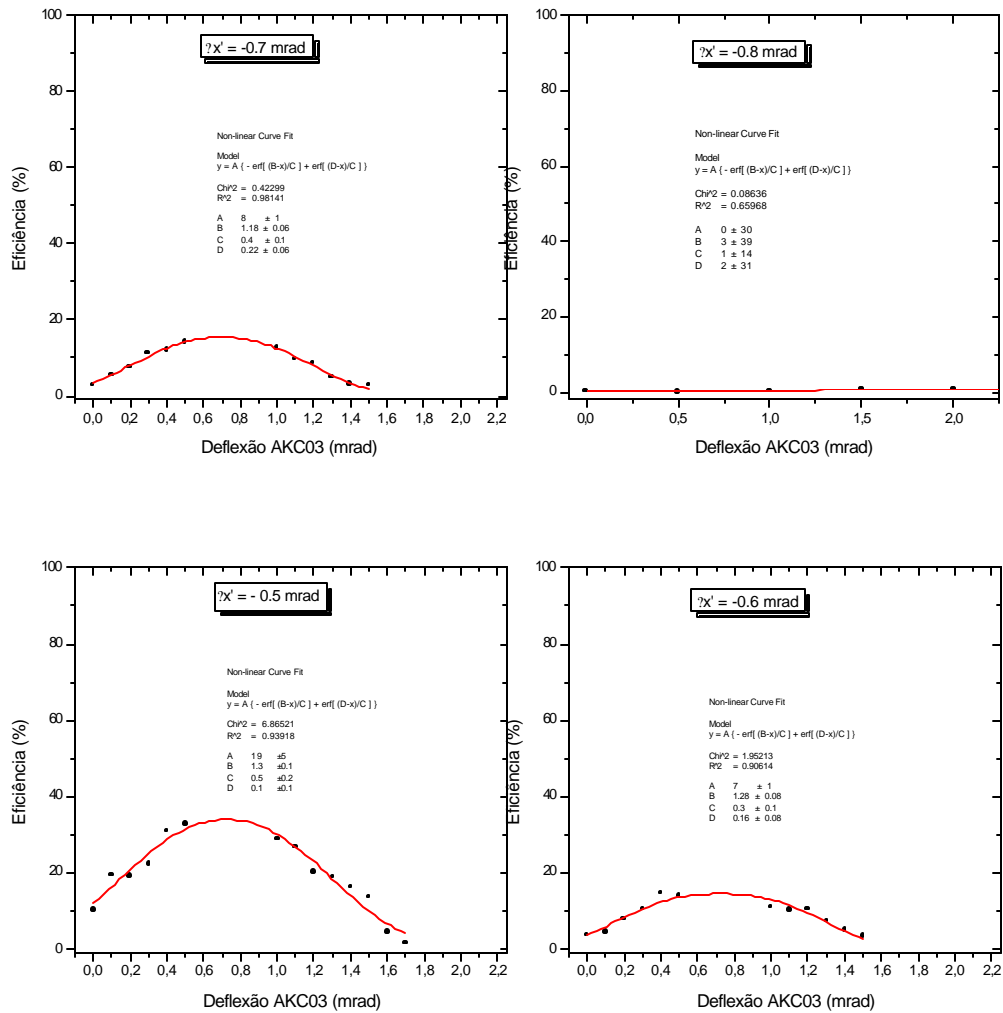 ?x' = -0.7 mrad
100
80
60
40
20
0
Eficiência (%)
Non-linear Curve Fit
Model
y = A { - erf[ (B-x)/C ] + erf[ (D-x)/C ] }
Chi^2 = 0.42299
R^2 = 0.98141
A 8 ± 1
B 1.18 ± 0.06
C 0.4 ± 0.1
D 0.22 ± 0.06
0,0 0,2 0,4 0,6 0,8 1,0 1,2 1,4 1,6 1,8 2,0 2,2
Deflexão AKC03 (mrad)
?x' = -0.8 mrad
100
80
60
40
20
0
Eficiência (%)
Non-linear Curve Fit
Model
y = A { - erf[ (B-x)/C ] + erf[ (D-x)/C ] }
Chi^2 = 0.08636
R^2 = 0.65968
A 0 ± 30
B 3 ± 39
C 1 ± 14
D 2 ± 31
0,0 0,5 1,0 1,5 2,0
Deflexão AKC03 (mrad)
?x' = - 0.5 mrad
100
80
60
40
20
0
Eficiência (%)
Non-linear Curve Fit
Model
y = A { - erf[ (B-x)/C ] + erf[ (D-x)/C ] }
Chi^2 = 6.86521
R^2 = 0.93918
A 19 ±5
B 1.3 ±0.1
C 0.5 ±0.2
D 0.1 ±0.1
0,0 0,2 0,4 0,6 0,8 1,0 1,2 1,4 1,6 1,8 2,0 2,2
Deflexão AKC03 (mrad)
?x' = -0.6 mrad
100
80
60
40
20
0
Eficiência (%)
Non-linear Curve Fit
Model
y = A { - erf[ (B-x)/C ] + erf[ (D-x)/C ] }
Chi^2 = 1.95213
R^2 = 0.90614
A 7 ± 1
B 1.28 ± 0.08
C 0.3 ± 0.1
D 0.16 ± 0.08
0,0 0,2 0,4 0,6 0,8 1,0 1,2 1,4 1,6 1,8 2,0 2,2
Deflexão AKC03 (mrad)